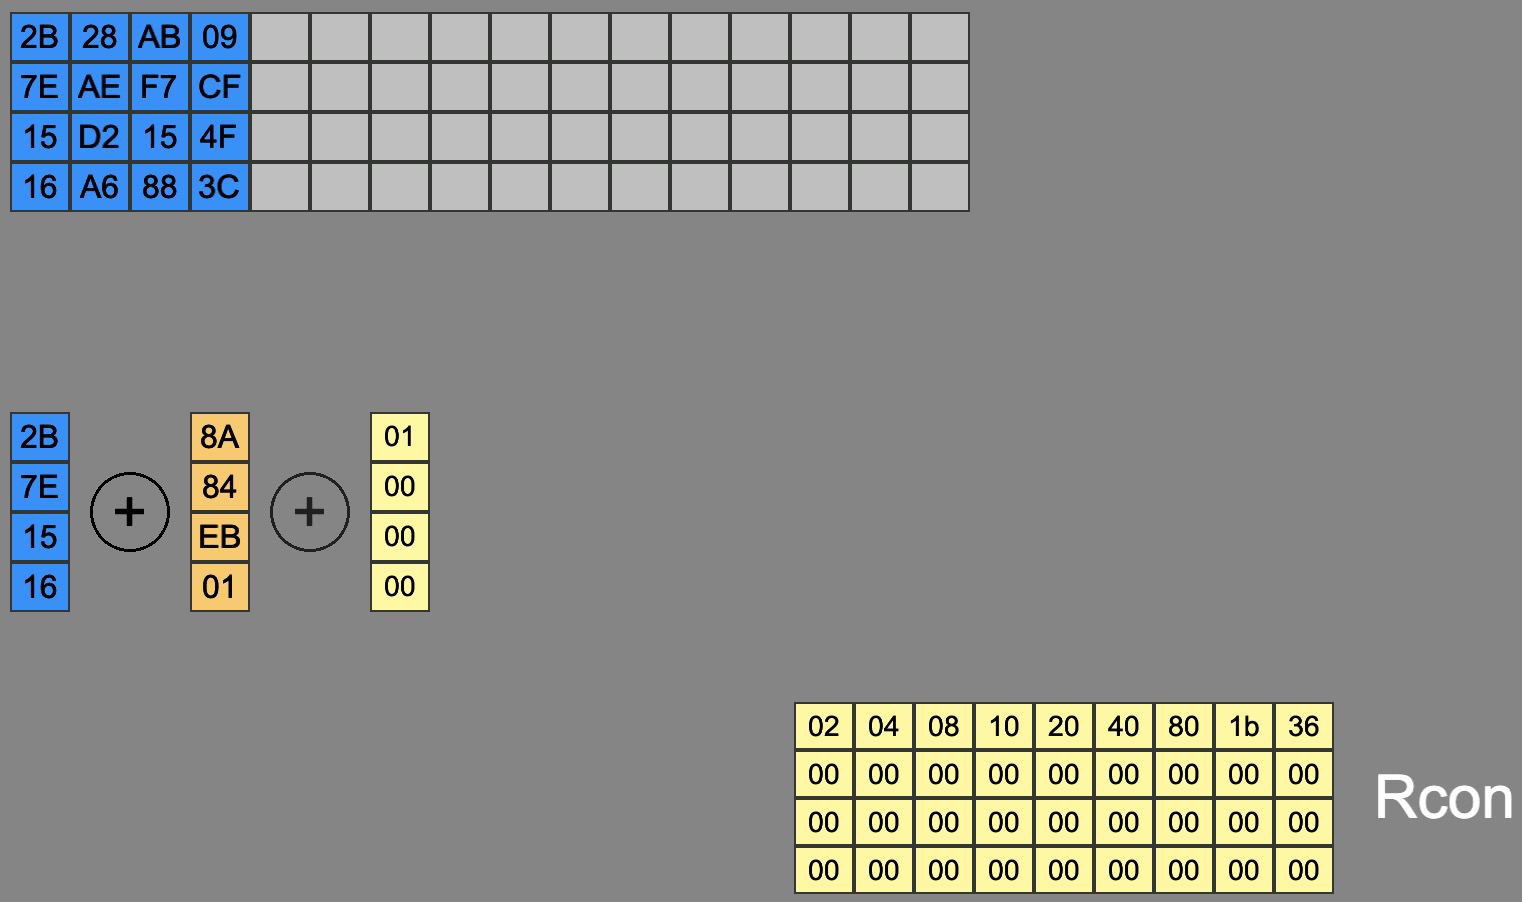 2B 28 AB 09
7E AE F7 CF
15 D2 15 4F
16 A6 88 3C
2B 8A 01
7E 84 00
+ +
15 EB 00
16 01 00
02 04 08 10 20 40 80 1b 36
00 00 00 00 00 00 00 00 00
Rcon
00 00 00 00 00 00 00 00 00
00 00 00 00 00 00 00 00 00